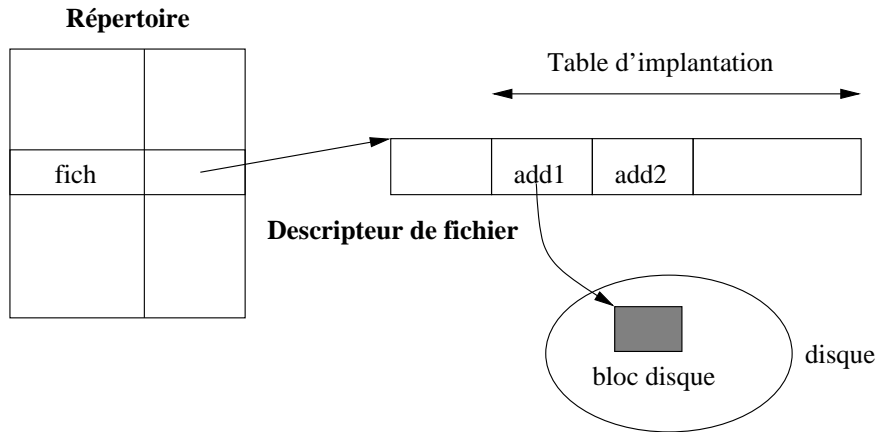 Répertoire
Table d'implantation
fich
add1
add2
Descripteur de fichier
bloc disque
disque